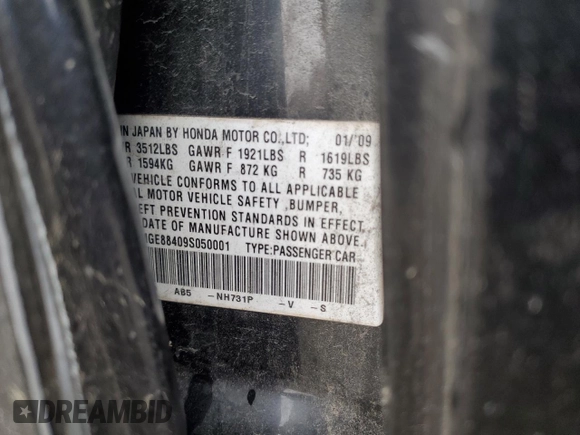 IN JAPAN BY HONDA MOTOR CO.,LTD; 01/'09
R 3512LBS GAWR F 1921LBS R 1619LBS
R 1594KG GAWR F 872 KG R 735 KG
VEHICLE CONFORMS TO ALL APPLICABLE
L MOTOR VEHICLE SAFETY ,BUMPER,
EFT PREVENTION STANDARDS IN EFFECT
DATE OF MANUFACTURE SHOWN ABOVE.
GE88409S050001 TYPE:PASSENGER CAR
AB5 -NH731P -V -S
DREAMBID